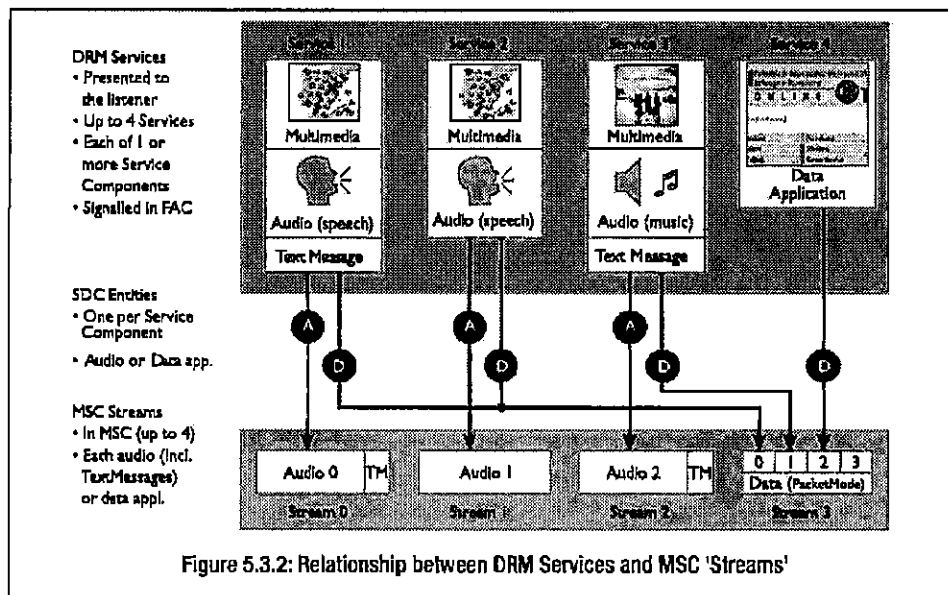 Service 1
Service 2
Service 3
Service 4
DRM Services
• Presented to
the listener
• Up to 4 Services
• Each of 1 or
more Service
Components
• Signalled in FAC
Multimedia
Multimedia
Multimedia
ONLINE
Data
Application
Audio (speech)
Audio (speech)
Audio (music)
Text Message
Text Message
SDC Entities
• One per Service
Component
• Audio or Data app.
A
A
A
D
D
D
D
MSC Streams
• In MSC (up to 4)
• Each audio (incl.
TextMessages)
or data appl.
Audio 0 TM
Audio 1
Audio 2 TM
0 1 2 3
Data (PacketMode)
Stream 0
Stream 1
Stream 2
Stream 3
Figure 5.3.2: Relationship between DRM Services and MSC 'Streams'